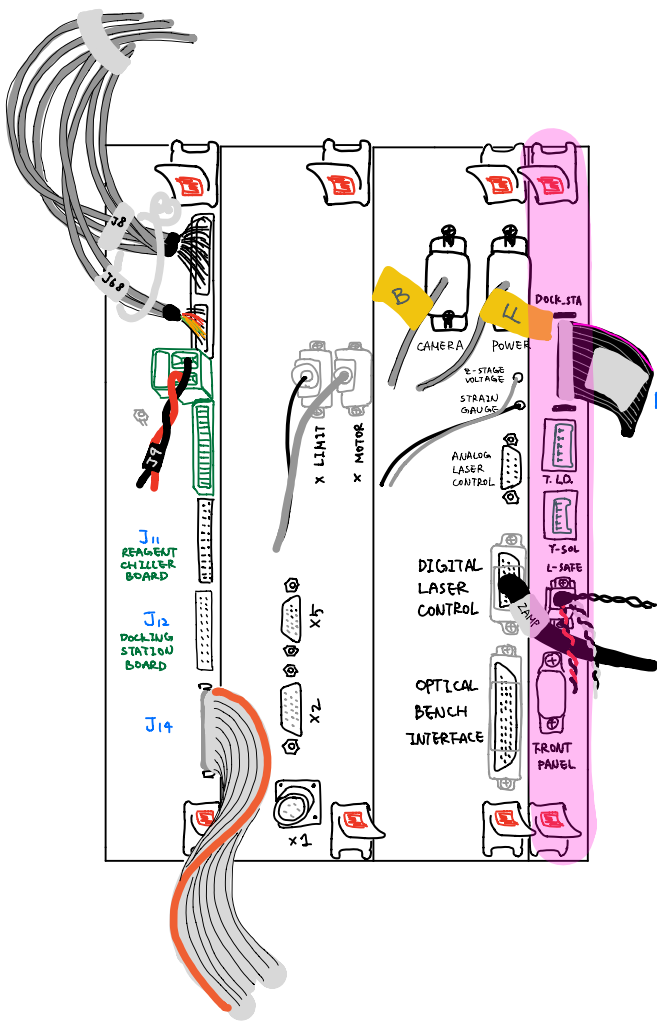 J8
J68
J9
J11
REAGENT
CHILLER
BOARD
J12
DOCKING
STATION
BOARD
J14
X LIMIT
X MOTOR
X5
X2
X1
B
F
CAMERA
POWER
Z-STAGE
VOLTAGE
STRAIN
GAUGE
ANALOG
LASER
CONTROL
DIGITAL
LASER
CONTROL
ZAMP
OPTICAL
BENCH
INTERFACE
DOCK_STA
T.L.D.
Y-SOL
L-SAFE
FRONT
PANEL